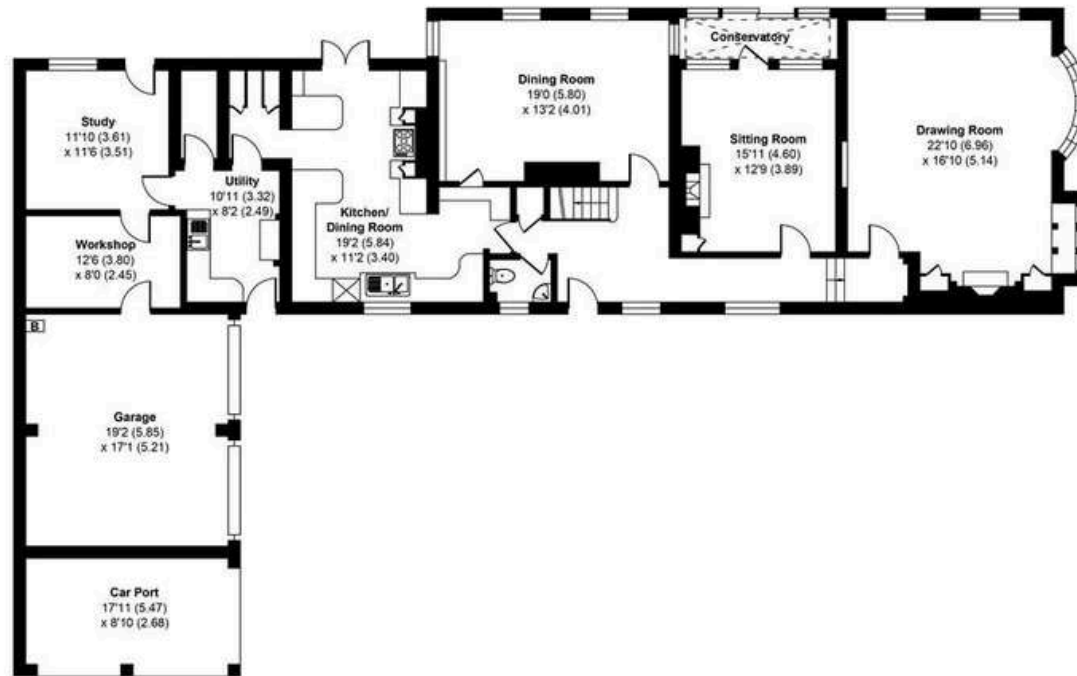 Conservatory
Dining Room
19'0 (5.80)
x 13'2 (4.01)
Study
11'10 (3.61)
x 11'6 (3.51)
Sitting Room
15'11 (4.60)
x 12'9 (3.89)
Drawing Room
22'10 (6.96)
x 16'10 (5.14)
Utility
10'11 (3.32)
x 8'2 (2.49)
Kitchen/
Dining Room
19'2 (5.84)
x 11'2 (3.40)
Workshop
12'6 (3.80)
x 8'0 (2.45)
B
Garage
19'2 (5.85)
x 17'1 (5.21)
Car Port
17'11 (5.47)
x 8'10 (2.68)